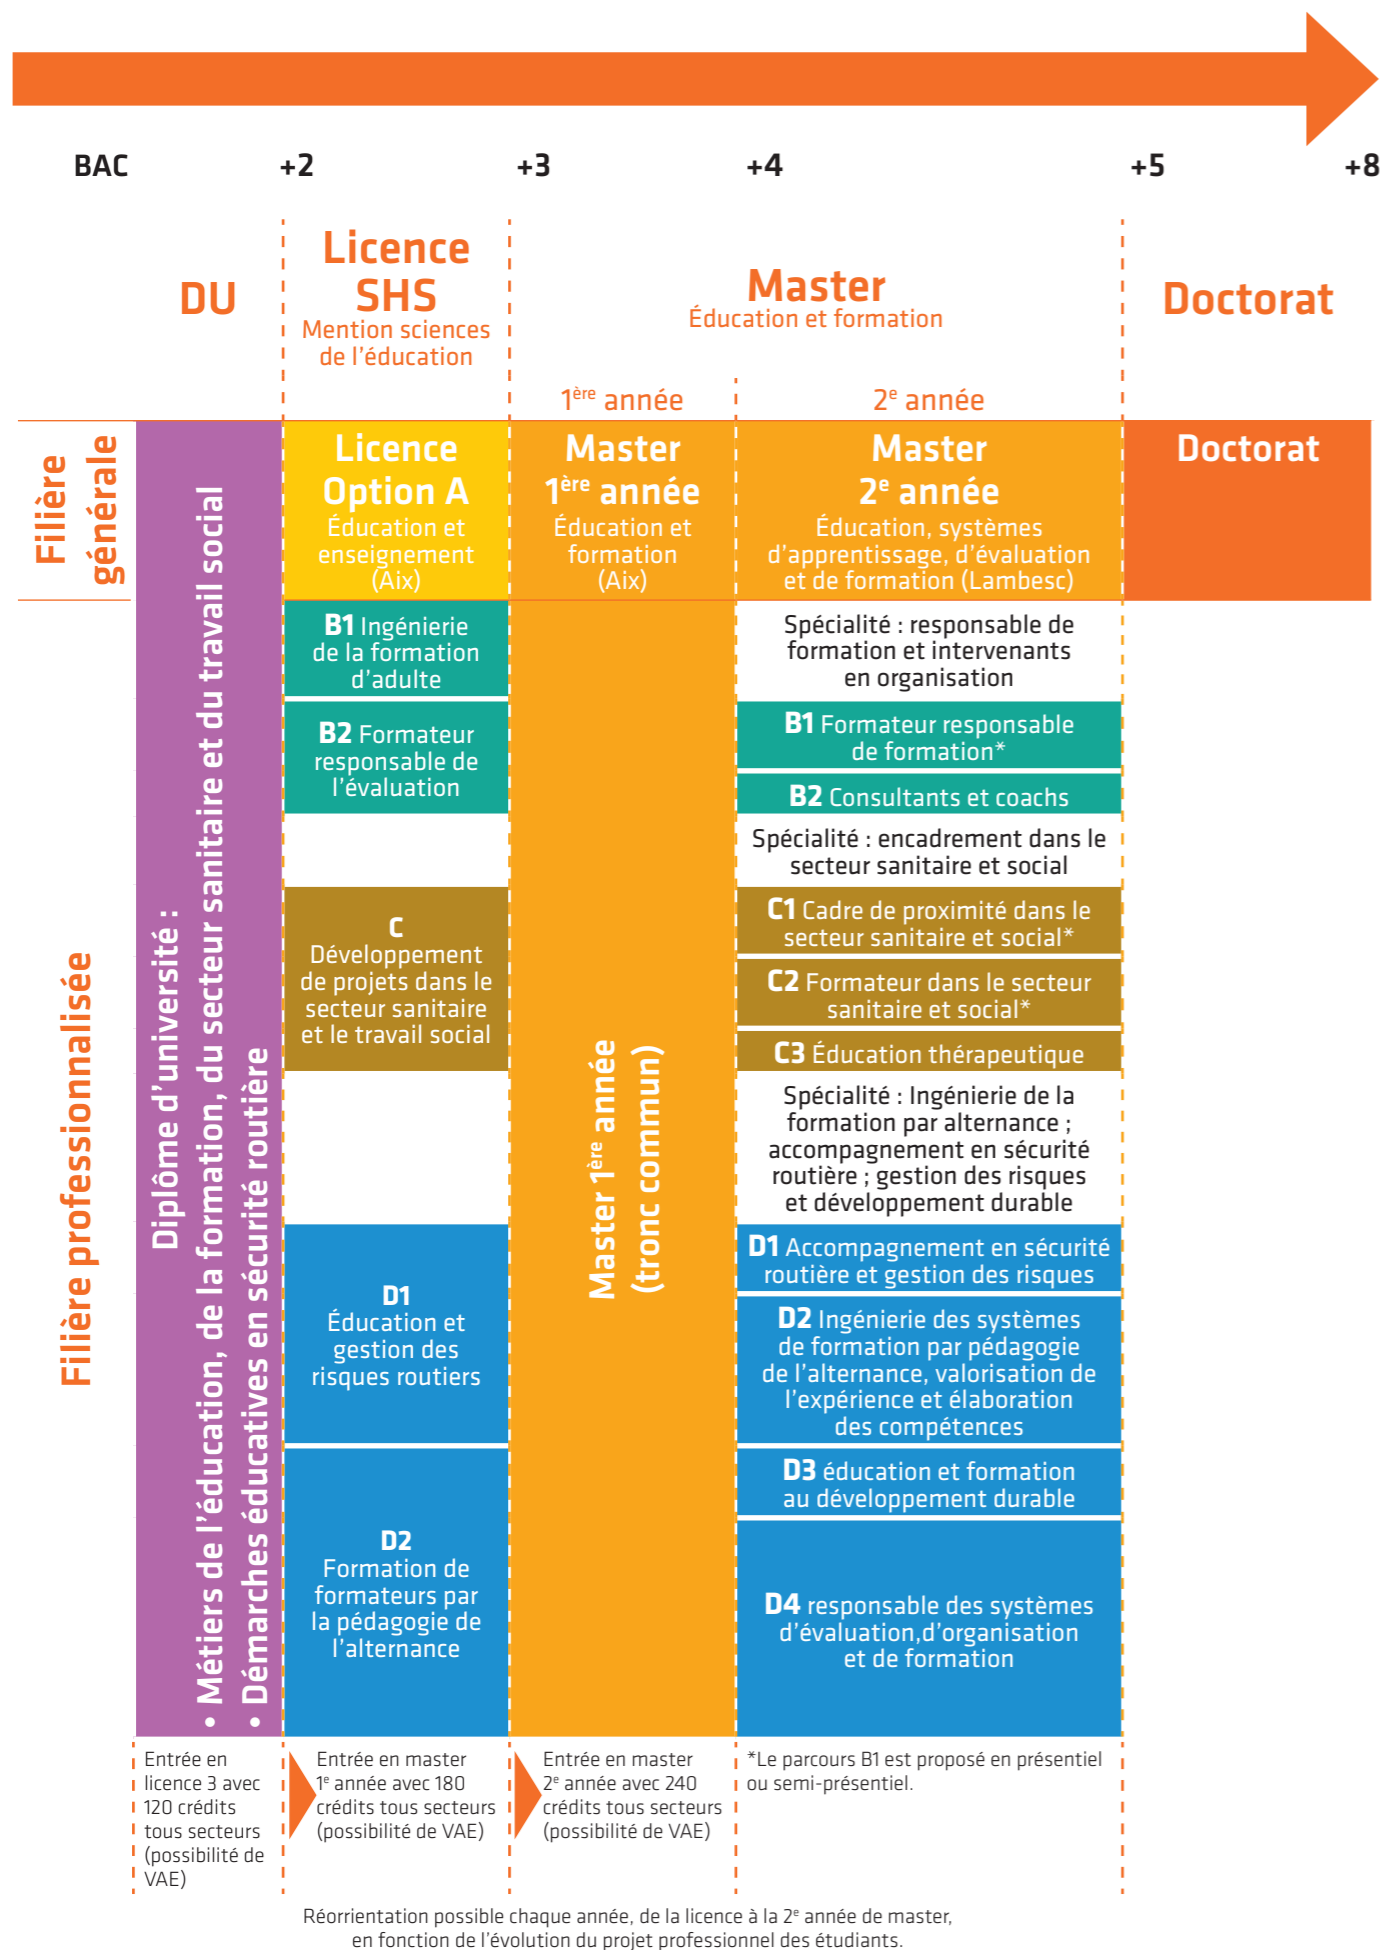 BAC +2 +3 +4 +5 +8
DU
Licence
SHS
Mention sciences
de l'éducation
Master
Éducation et formation
Doctorat
1ère année
2e année
Filière
générale
Filière professionnalisée
Diplôme d'université :
• Métiers de l'éducation, de la formation, du secteur sanitaire et du travail social
• Démarches éducatives en sécurité routière
Licence
Option A
Éducation et
enseignement
(Aix)
Master
1ère année
Éducation et
formation
(Aix)
Master
2e année
Éducation, systèmes
d'apprentissage, d'évaluation
et de formation (Lambesc)
Doctorat
B1 Ingénierie
de la formation
d'adulte
B2 Formateur
responsable de
l'évaluation
C
Développement
de projets dans le
secteur sanitaire
et le travail social
D1
Éducation et
gestion des
risques routiers
D2
Formation de
formateurs par
la pédagogie de
l'alternance
Master 1ère année
(tronc commun)
Spécialité : responsable de
formation et intervenants
en organisation
B1 Formateur responsable
de formation*
B2 Consultants et coachs
Spécialité : encadrement dans le
secteur sanitaire et social
C1 Cadre de proximité dans le
secteur sanitaire et social*
C2 Formateur dans le secteur
sanitaire et social*
C3 Éducation thérapeutique
Spécialité : Ingénierie de la
formation par alternance ;
accompagnement en sécurité
routière ; gestion des risques
et développement durable
D1 Accompagnement en sécurité
routière et gestion des risques
D2 Ingénierie des systèmes
de formation par pédagogie
de l'alternance, valorisation de
l'expérience et élaboration
des compétences
D3 éducation et formation
au développement durable
D4 responsable des systèmes
d'évaluation,d'organisation
et de formation
Entrée en
licence 3 avec
120 crédits
tous secteurs
(possibilité de
VAE)
Entrée en master
1e année avec 180
crédits tous secteurs
(possibilité de VAE)
Entrée en master
2e année avec 240
crédits tous secteurs
(possibilité de VAE)
*Le parcours B1 est proposé en présentiel
ou semi-présentiel.
Réorrientation possible chaque année, de la licence à la 2e année de master,
en fonction de l'évolution du projet professionnel des étudiants.